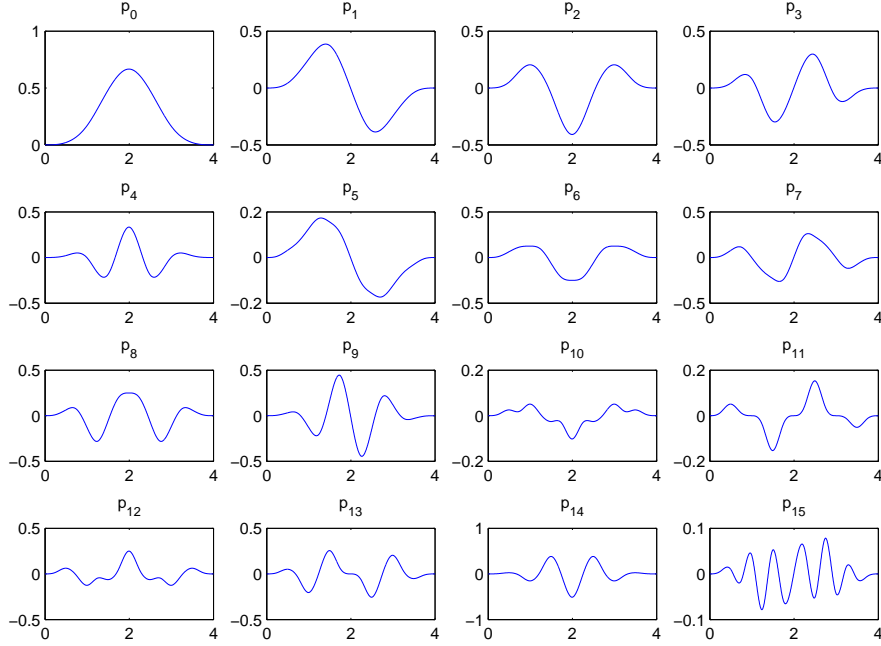 p0 p1 p2 p3
1 0.5 0.5 0.5
0.5 0 0 0
0 −0.5 −0.5 −0.5
0 2 4 0 2 4 0 2 4 0 2 4
p4 p5 p6 p7
0.5 0.2 0.5 0.5
0 0 0 0
−0.5 −0.2 −0.5 −0.5
0 2 4 0 2 4 0 2 4 0 2 4
p8 p9 p10 p11
0.5 0.5 0.2 0.2
0 0 0 0
−0.5 −0.5 −0.2 −0.2
0 2 4 0 2 4 0 2 4 0 2 4
p12 p13 p14 p15
0.5 0.5 1 0.1
0 0 0 0
−0.5 −0.5 −1 −0.1
0 2 4 0 2 4 0 2 4 0 2 4